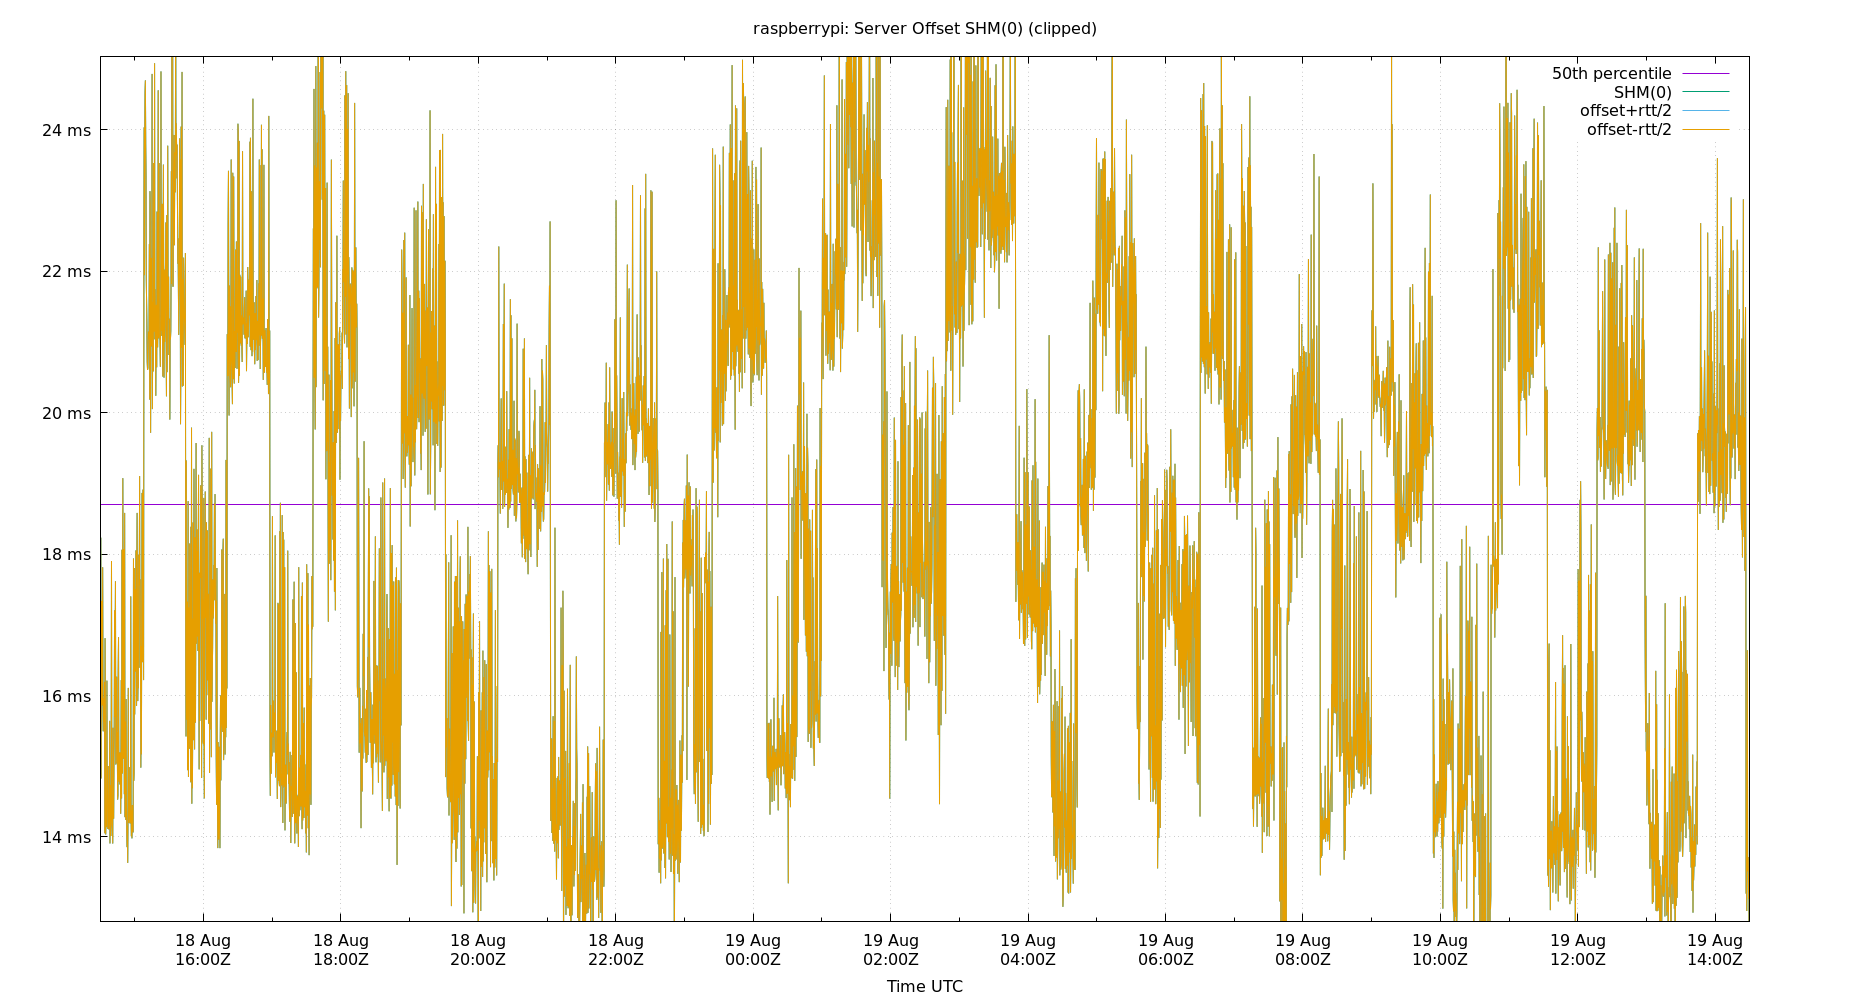 raspberrypi: Server Offset SHM(0) (clipped)
50th percentile
SHM(0)
offset+rtt/2
offset-rtt/2
24 ms
22 ms
20 ms
18 ms
16 ms
14 ms
18 Aug 18 Aug 18 Aug 18 Aug 19 Aug 19 Aug 19 Aug 19 Aug 19 Aug 19 Aug 19 Aug 19 Aug
16:00Z 18:00Z 20:00Z 22:00Z 00:00Z 02:00Z 04:00Z 06:00Z 08:00Z 10:00Z 12:00Z 14:00Z
Time UTC